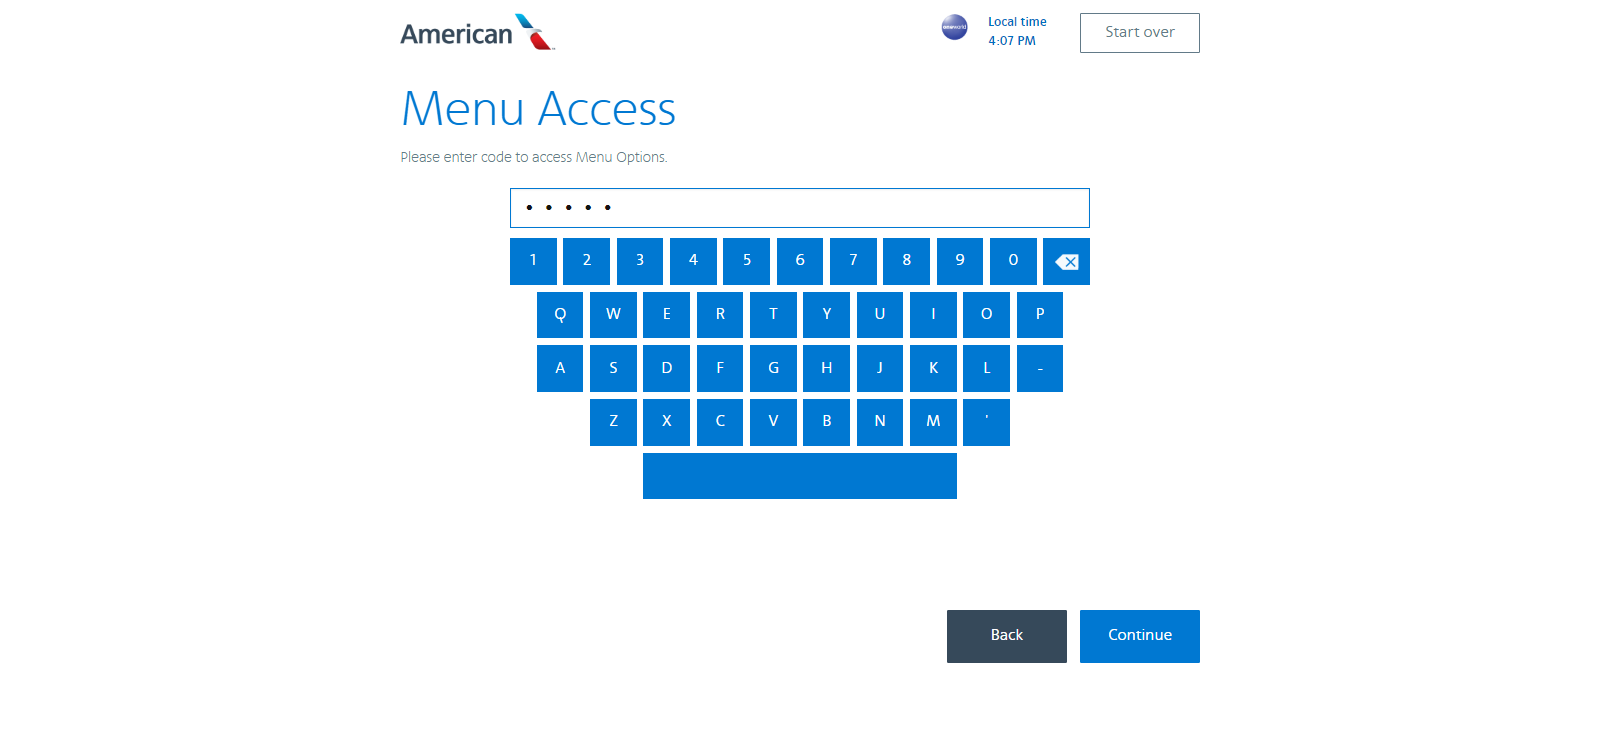 American
oneworld
Local time
4:07 PM
Start over
Menu Access
Please enter code to access Menu Options.
• • • • •
1 2 3 4 5 6 7 8 9 0
Q W E R T Y U I O P
A S D F G H J K L -
Z X C V B N M '
Back
Continue